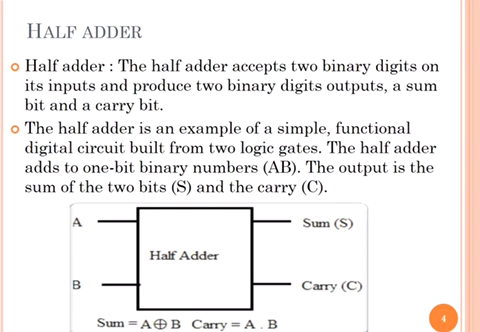 HALF ADDER
Half adder : The half adder accepts two binary digits on
its inputs and produce two binary digits outputs, a sum
bit and a carry bit.
The half adder is an example of a simple, functional
digital circuit built from two logic gates. The half adder
adds to one-bit binary numbers (AB). The output is the
sum of the two bits (S) and the carry (C).
A
Sum (S)
Half Adder
B
Carry (C)
Sum = A ⊕ B Carry = A . B
4